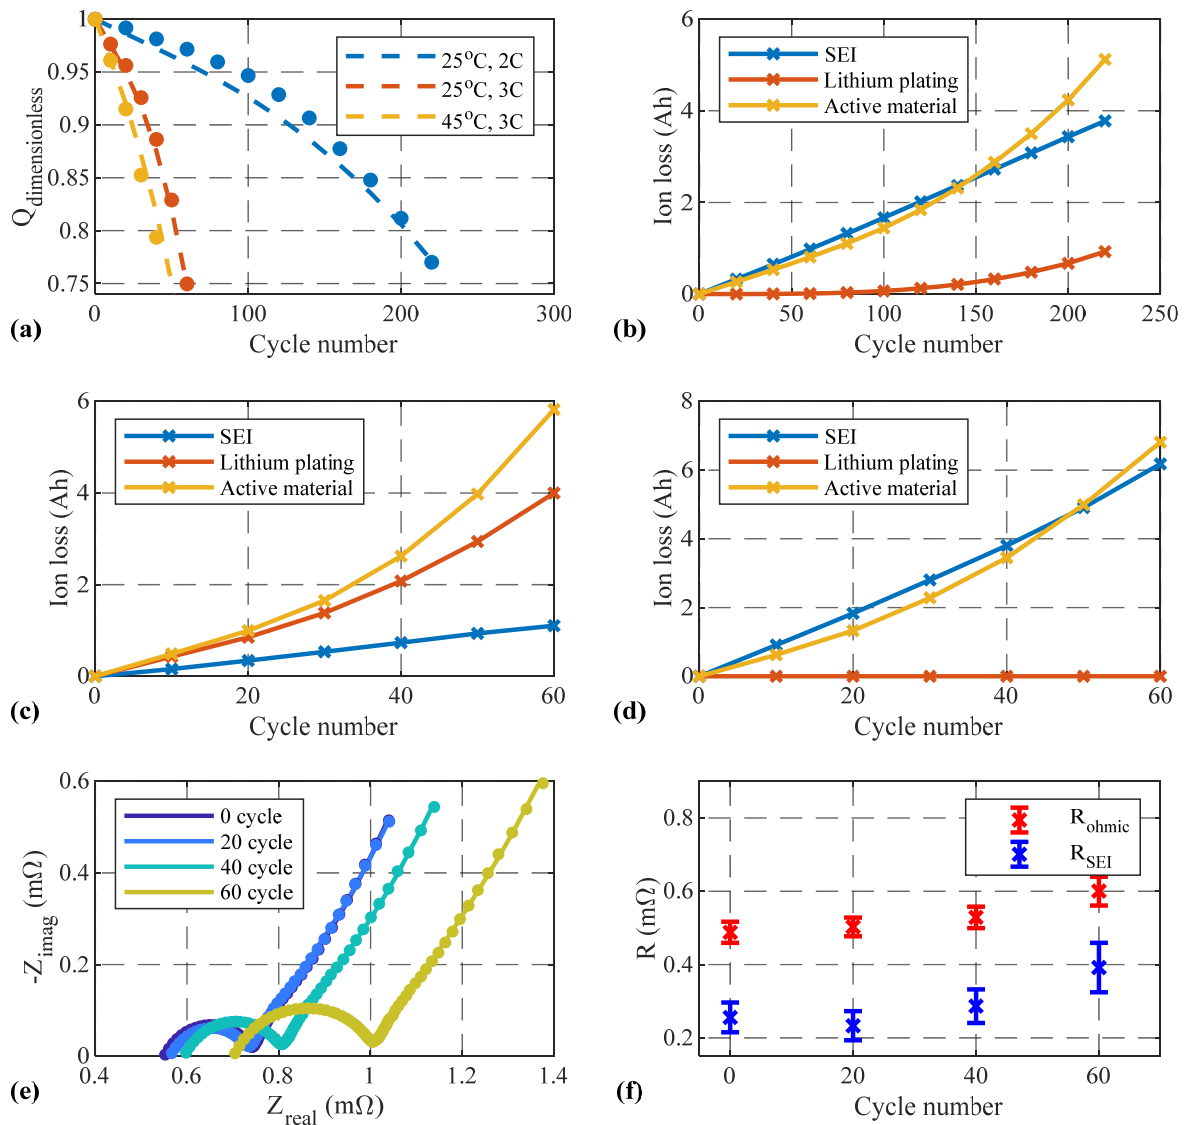 1
0.95
0.9
0.85
0.8
0.75
Q_dimensionless
25°C, 2C
25°C, 3C
45°C, 3C
0 100 200 300
Cycle number
(a)
6
4
2
0
Ion loss (Ah)
SEI
Lithium plating
Active material
0 50 100 150 200 250
Cycle number
(b)
6
4
2
0
Ion loss (Ah)
SEI
Lithium plating
Active material
0 20 40 60
Cycle number
(c)
8
6
4
2
0
Ion loss (Ah)
SEI
Lithium plating
Active material
0 20 40 60
Cycle number
(d)
0.6
0.4
0.2
0
-Z_imag (mΩ)
0 cycle
20 cycle
40 cycle
60 cycle
0.4 0.6 0.8 1 1.2 1.4
Z_real (mΩ)
(e)
0.8
0.6
0.4
0.2
R (mΩ)
R_ohmic
R_SEI
0 20 40 60
Cycle number
(f)